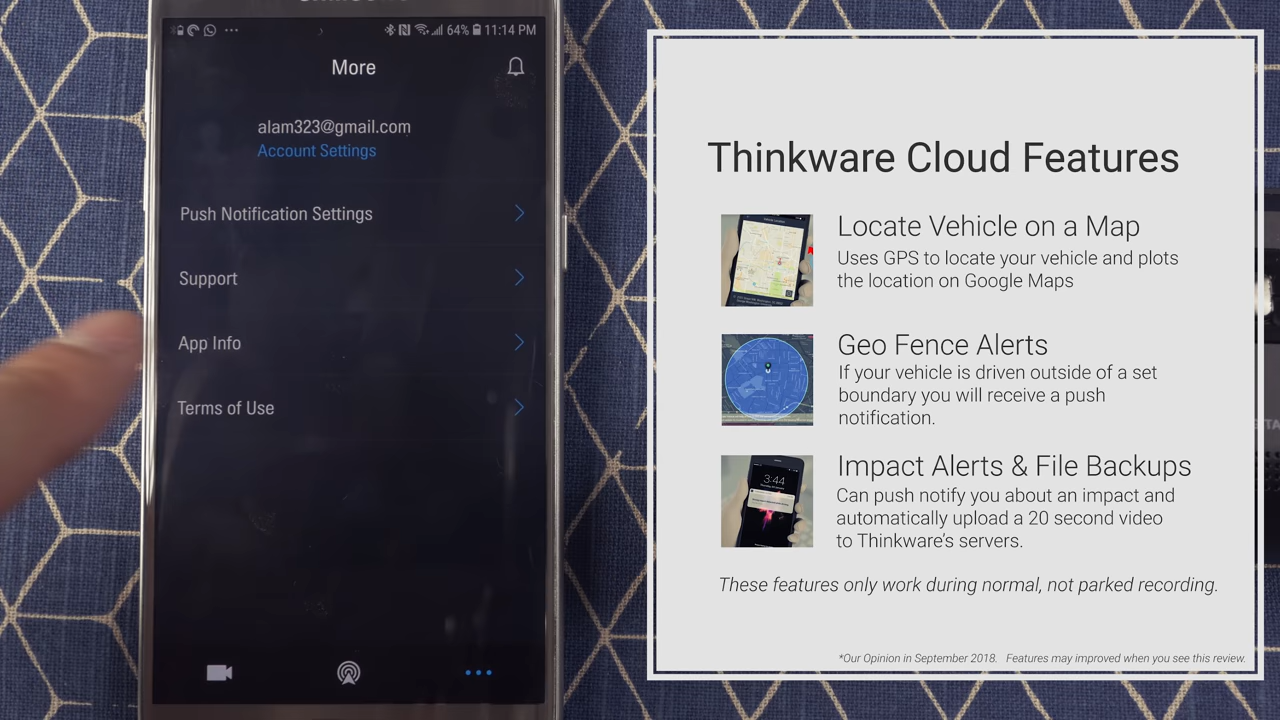 64% 11:14 PM
More
alam323@gmail.com
Account Settings
Push Notification Settings
Support
App Info
Terms of Use
Thinkware Cloud Features
Locate Vehicle on a Map
Uses GPS to locate your vehicle and plots
the location on Google Maps
Geo Fence Alerts
If your vehicle is driven outside of a set
boundary you will receive a push
notification.
3:44
Impact Alerts & File Backups
Can push notify you about an impact and
automatically upload a 20 second video
to Thinkware's servers.
These features only work during normal, not parked recording.
*Our Opinion in September 2018. Features may improved when you see this review.